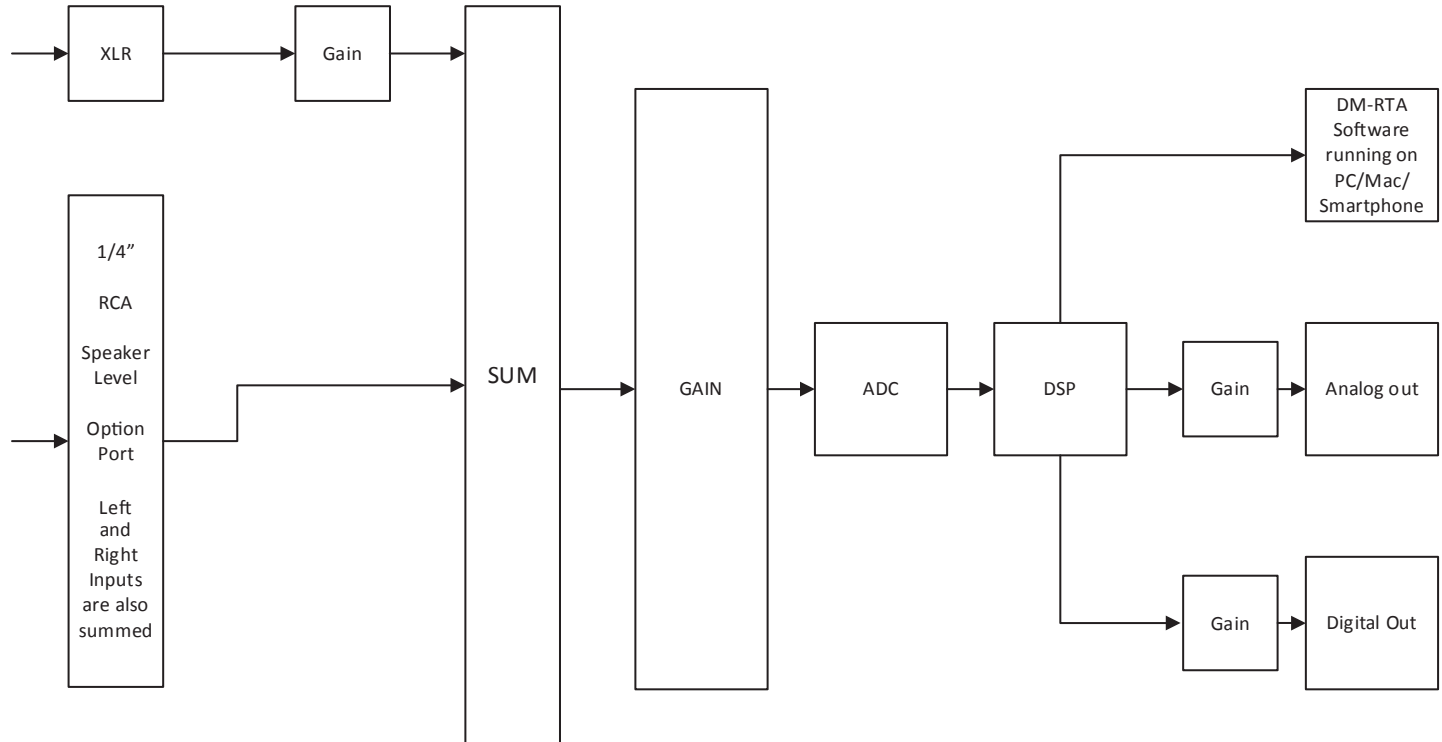 XLR
Gain
1/4”
RCA
Speaker
Level
Option
Port
Left
and
Right
Inputs
are also
summed
SUM
GAIN
ADC
DSP
DM-RTA
Software
running on
PC/Mac/
Smartphone
Gain
Analog out
Gain
Digital Out